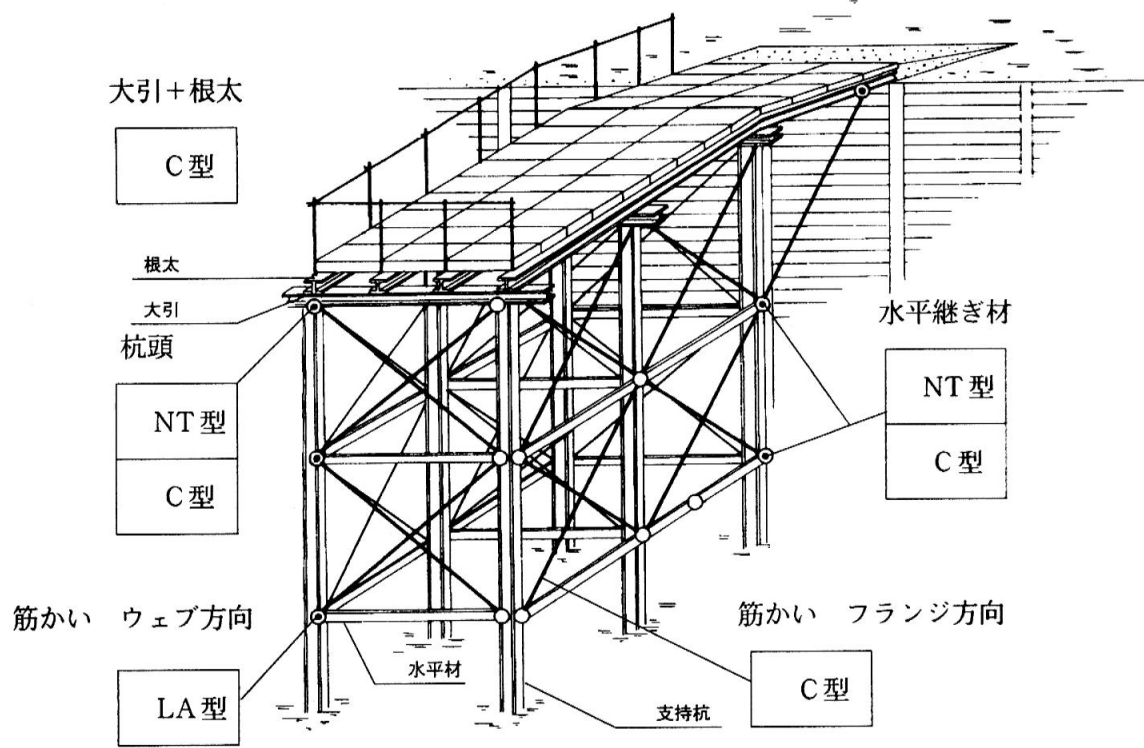 大引+根太
C型
根太
大引
杭頭
NT型
C型
水平継ぎ材
NT型
C型
筋かい ウェブ方向
LA型
水平材
筋かい フランジ方向
C型
支持杭